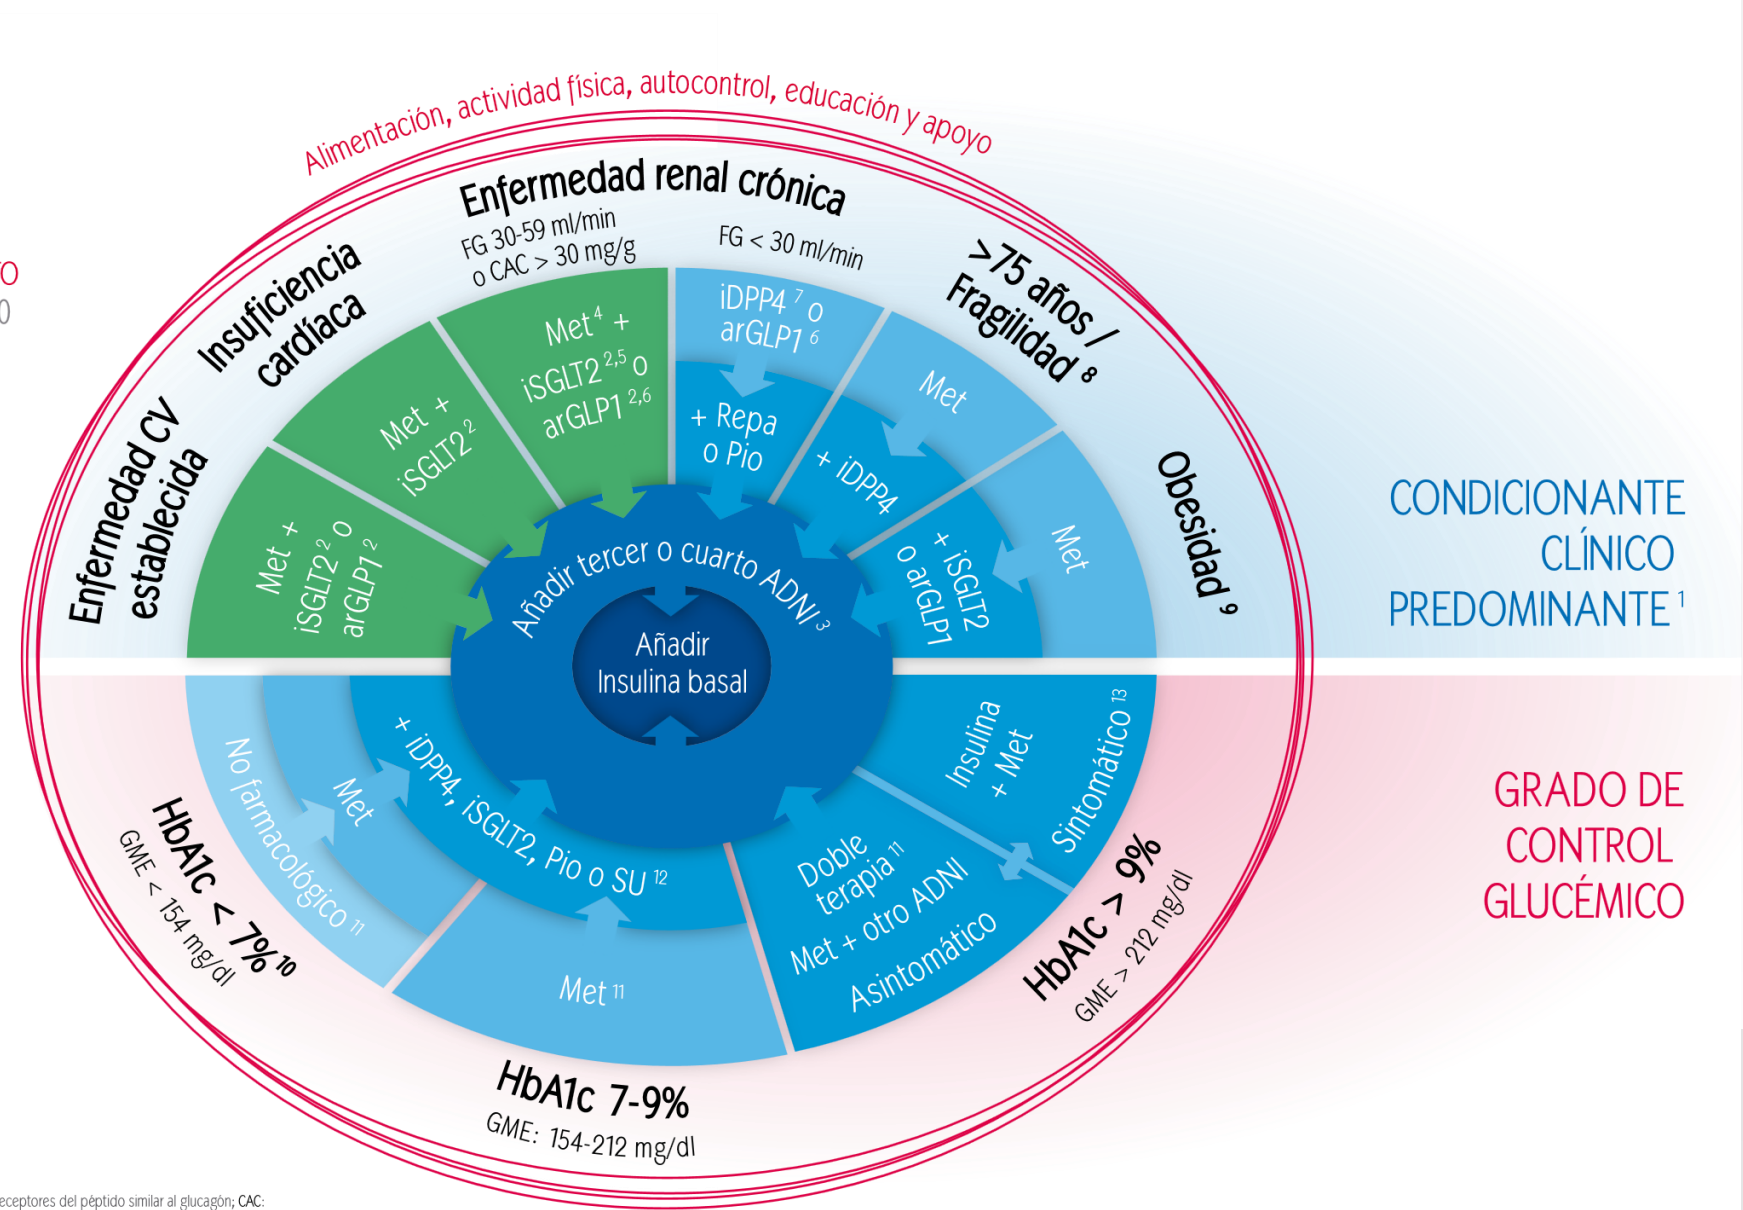 Alimentación, actividad física, autocontrol, educación y apoyo
Enfermedad renal crónica
FG 30-59 ml/min
o CAC > 30 mg/g
FG < 30 ml/min
Insuficiencia
cardíaca
>75 años /
Fragilidad 8
Enfermedad CV
establecida
Obesidad 9
Met +
iSGLT2 2 o
arGLP1 2
Met +
iSGLT2 2
Met 4 +
iSGLT2 2,5 o
arGLP1 2,6
iDPP4 7 o
arGLP1 6
+ Repa
o Pio
Met
+ iDPP4
Met
+ iSGLT2
o arGLP1
Añadir tercer o cuarto ADNI 3
Añadir
Insulina basal
CONDICIONANTE
CLÍNICO
PREDOMINANTE 1
GRADO DE
CONTROL
GLUCÉMICO
No farmacológico 11
Met
+ iDPP4, iSGLT2, Pio o SU 12
Met 11
Doble
terapia 11
Met + otro ADNI
Asintomático
Insulina
+ Met
Sintomático 13
HbA1c < 7% 10
GME < 154 mg/dl
HbA1c 7-9%
GME: 154-212 mg/dl
HbA1c > 9%
GME > 212 mg/dl
O
0
eceptores del péptido similar al glucagón; CAC: